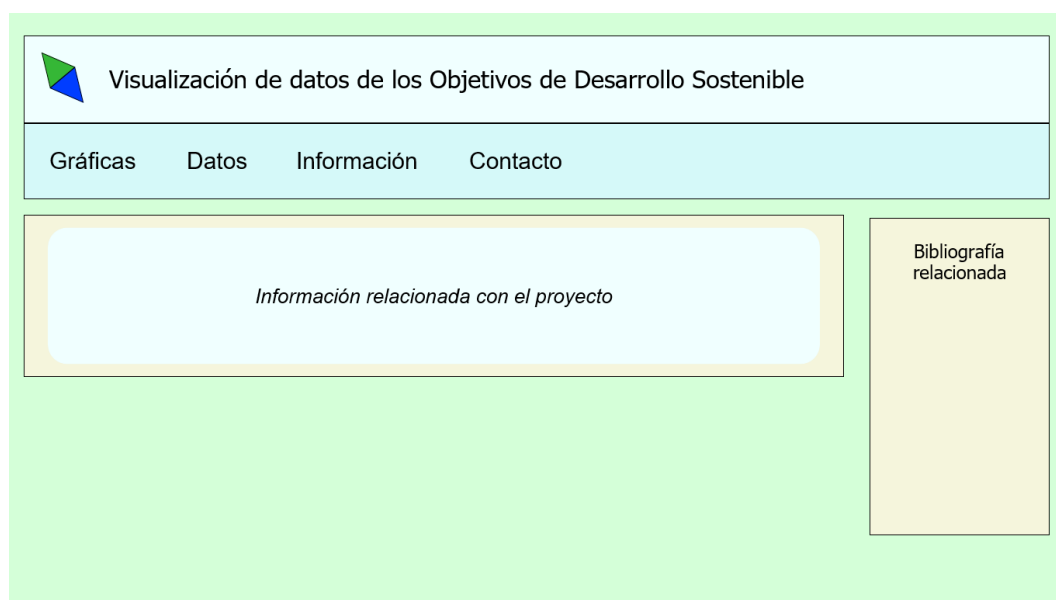 Visualización de datos de los Objetivos de Desarrollo Sostenible
Gráficas Datos Información Contacto
Información relacionada con el proyecto
Bibliografía
relacionada